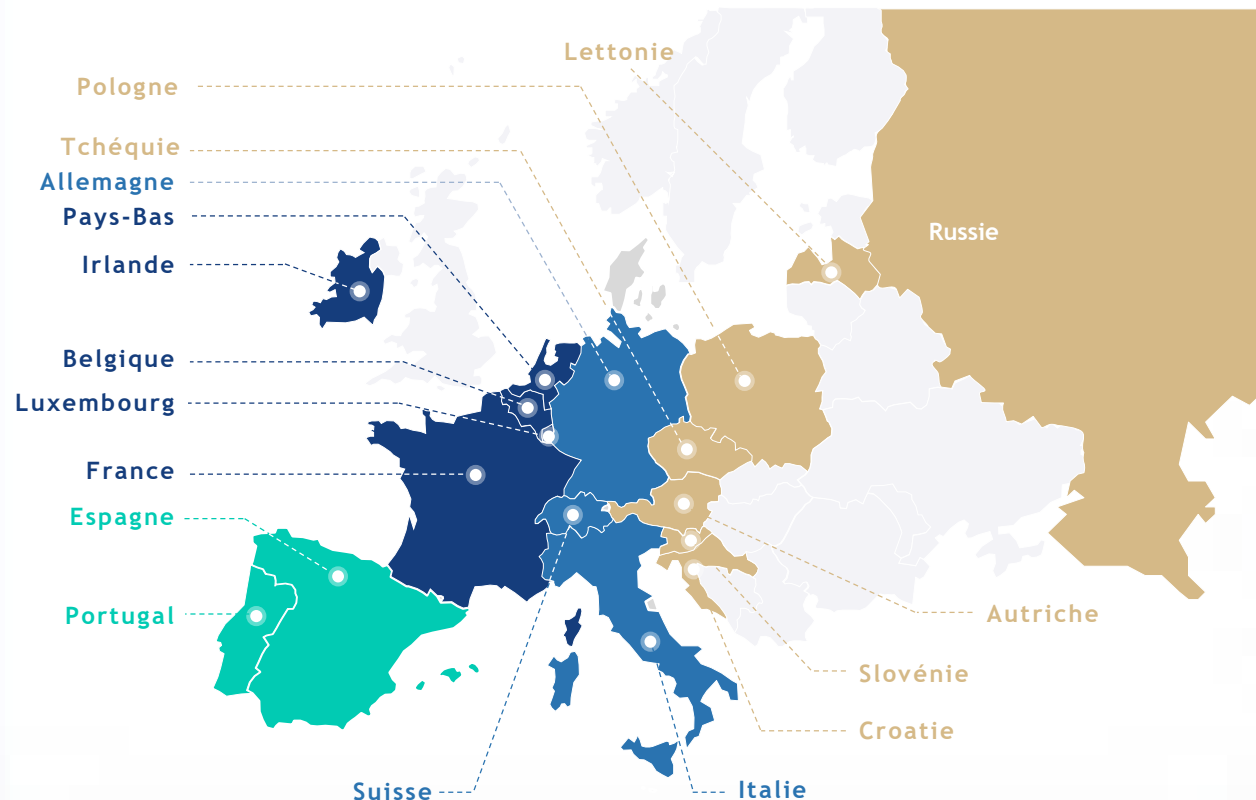 Lettonie
Pologne
Tchéquie
Allemagne
Pays-Bas
Russie
Irlande
Belgique
Luxembourg
France
Espagne
Portugal
Autriche
Slovénie
Croatie
Suisse
Italie